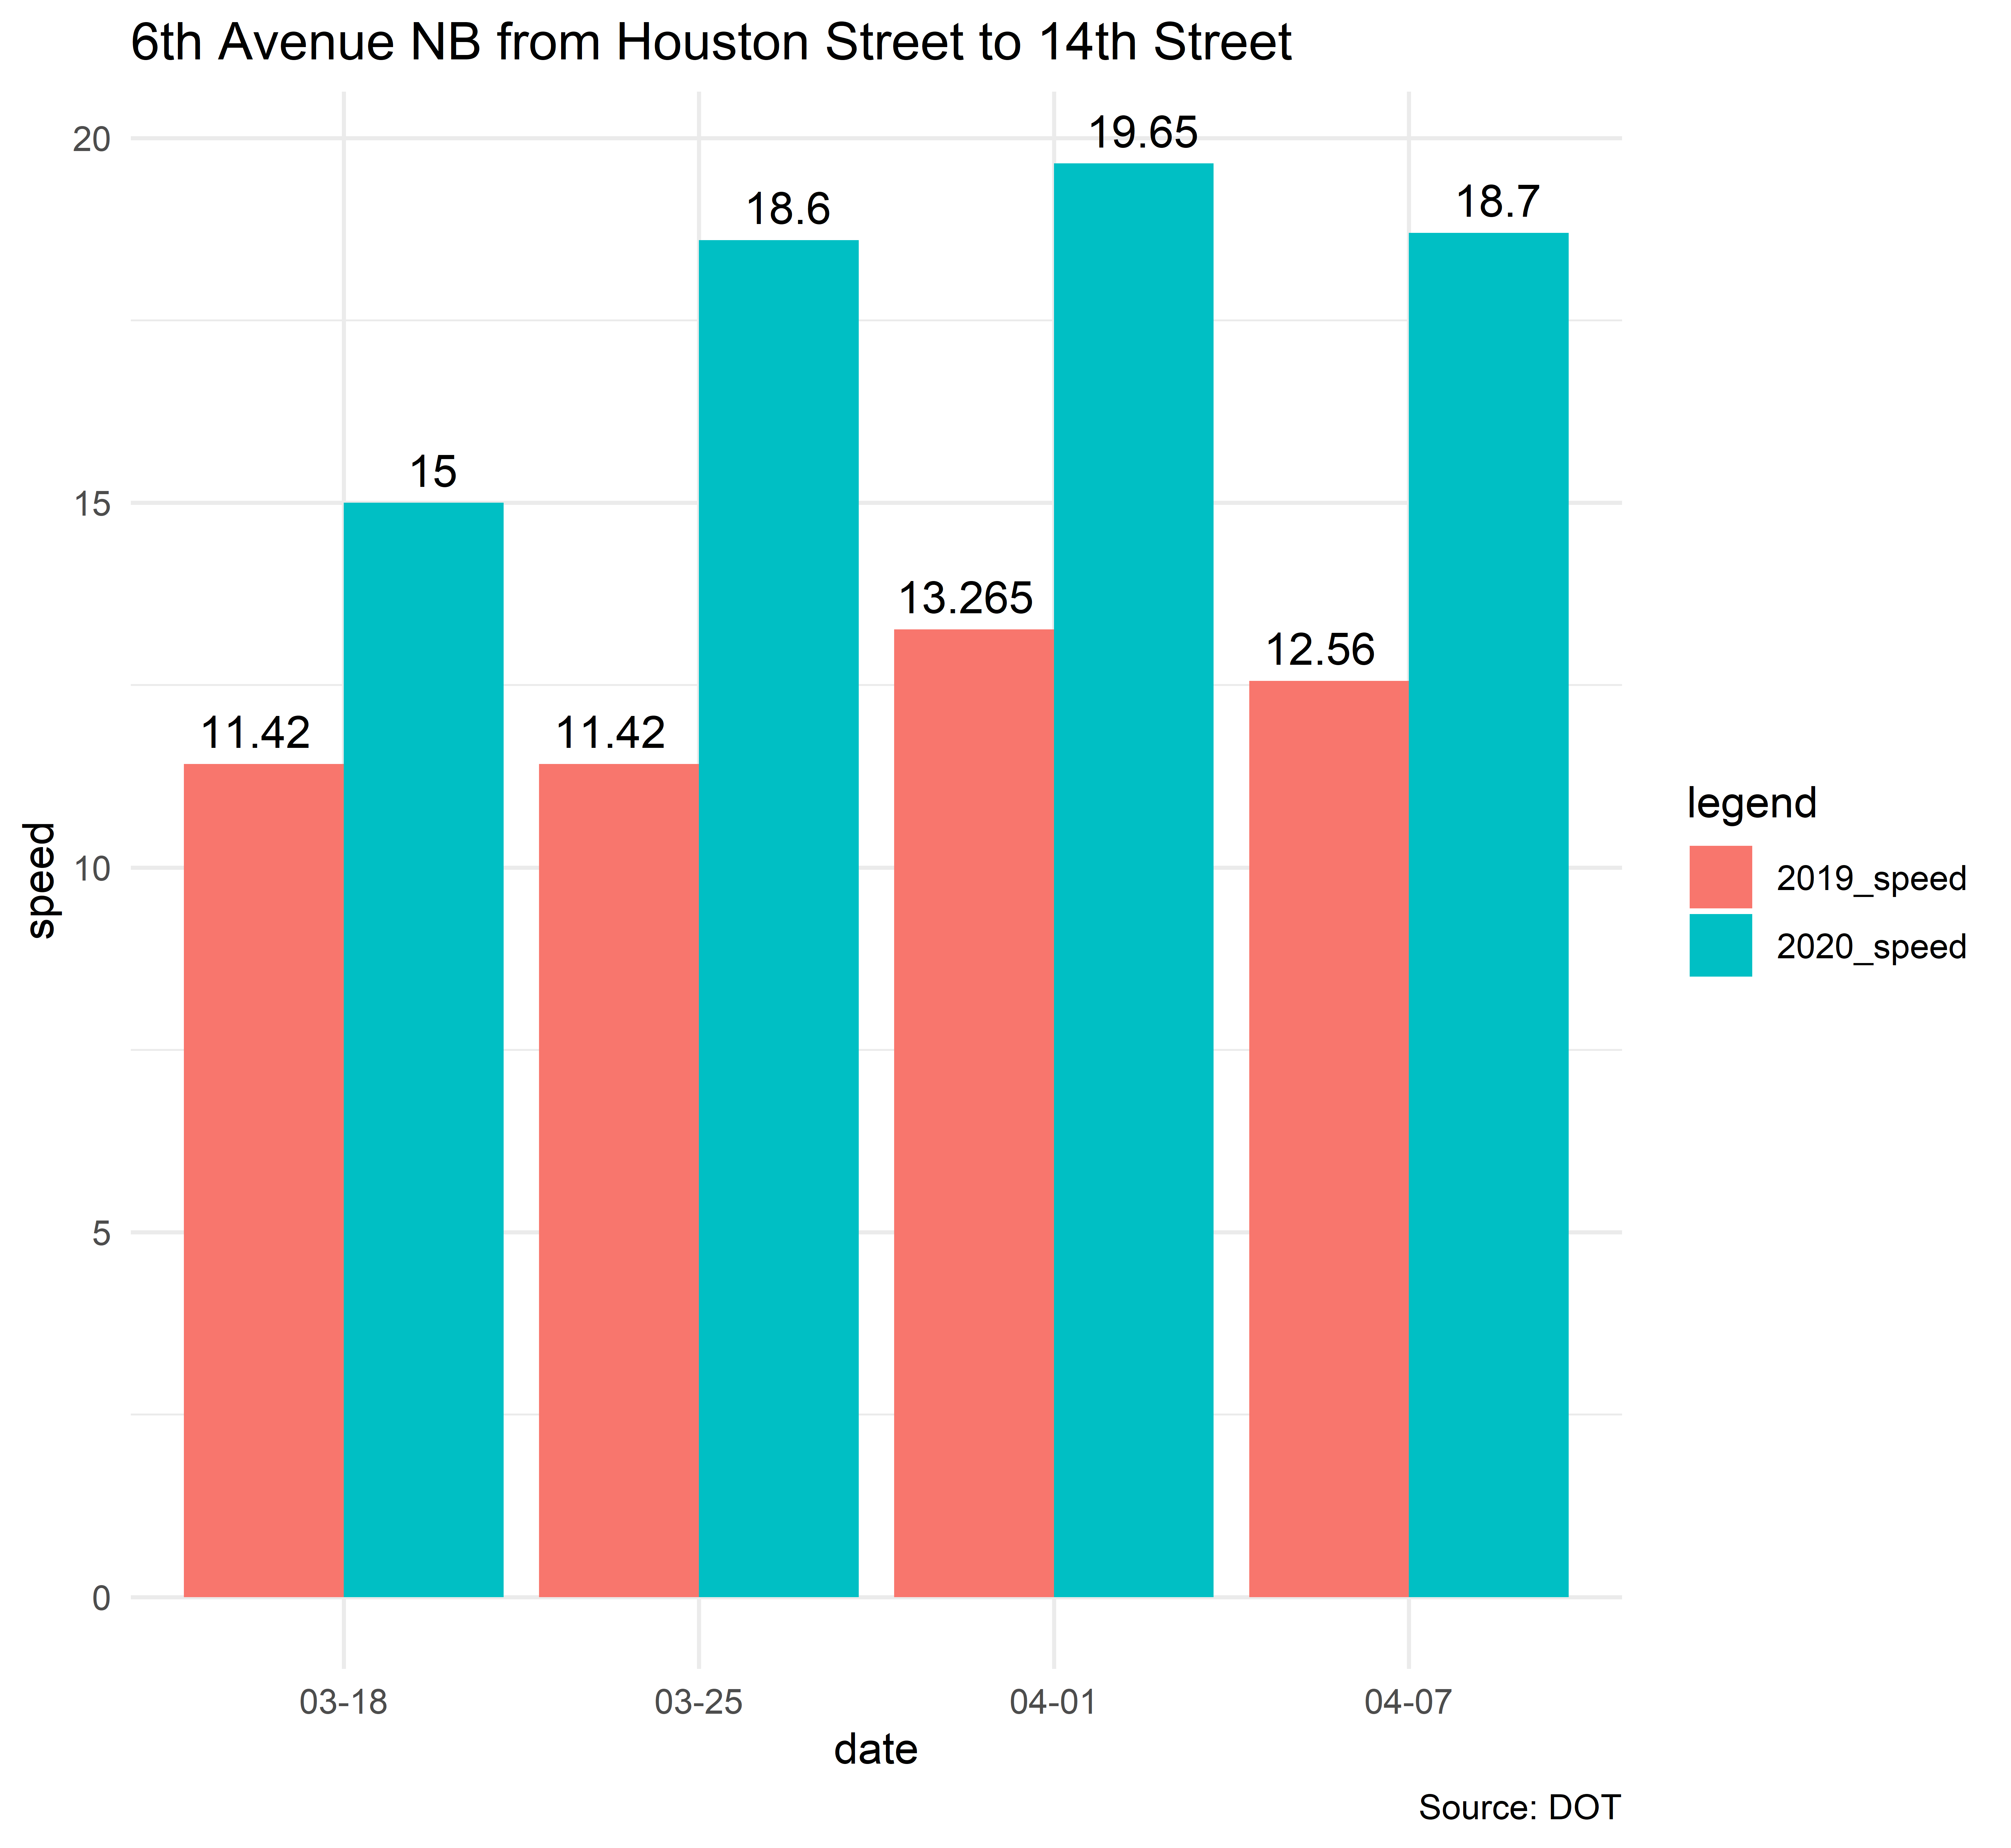 6th Avenue NB from Houston Street to 14th Street
20
15
10
5
0
speed
11.42
15
11.42
18.6
13.265
19.65
12.56
18.7
03-18
03-25
04-01
04-07
date
legend
2019_speed
2020_speed
Source: DOT